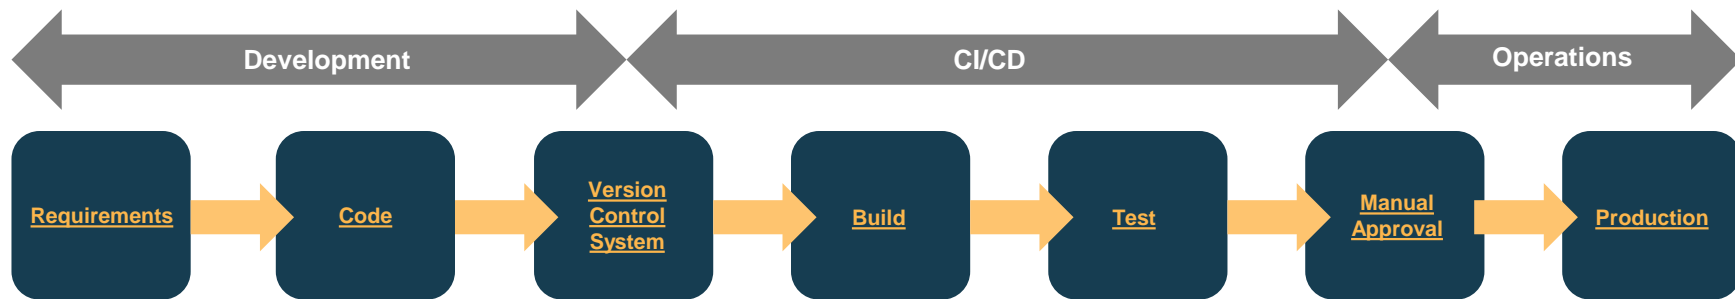 Development
CI/CD
Operations
Requirements
Code
Version
Control
System
Build
Test
Manual
Approval
Production